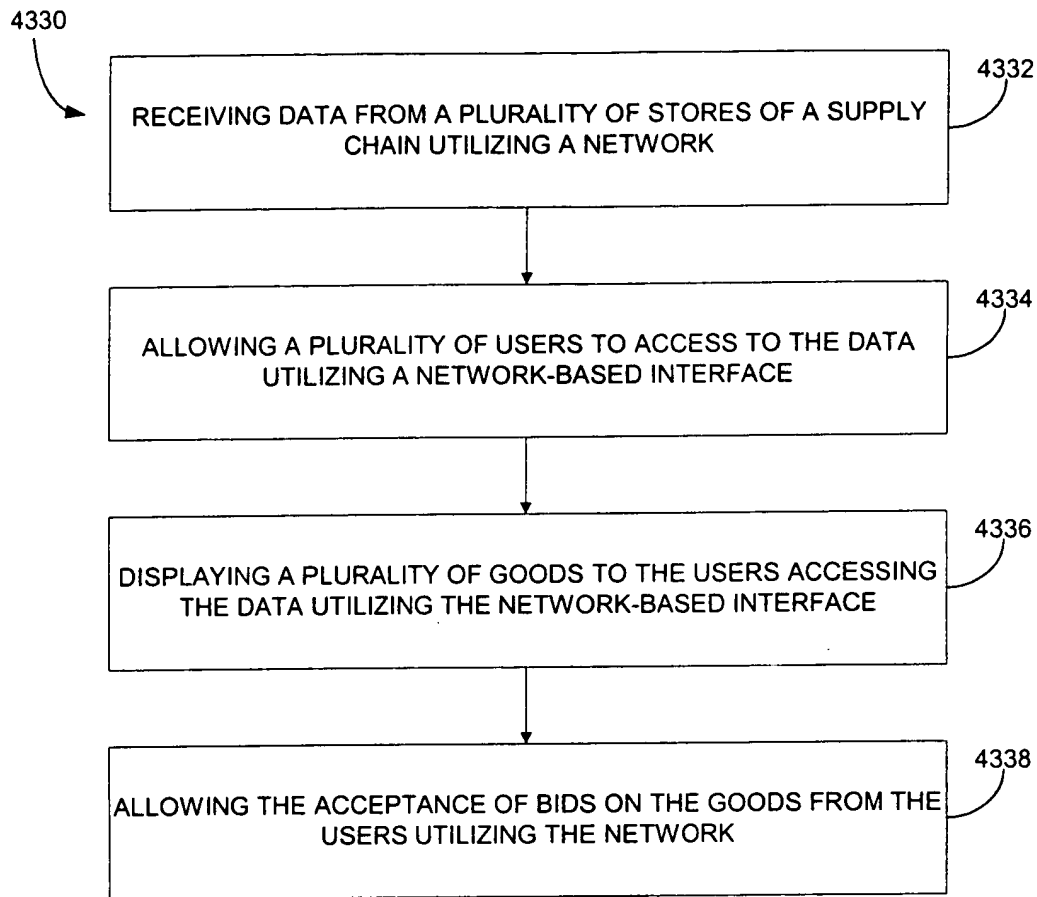 4330
4332
RECEIVING DATA FROM A PLURALITY OF STORES OF A SUPPLY
CHAIN UTILIZING A NETWORK
4334
ALLOWING A PLURALITY OF USERS TO ACCESS TO THE DATA
UTILIZING A NETWORK-BASED INTERFACE
4336
DISPLAYING A PLURALITY OF GOODS TO THE USERS ACCESSING
THE DATA UTILIZING THE NETWORK-BASED INTERFACE
4338
ALLOWING THE ACCEPTANCE OF BIDS ON THE GOODS FROM THE
USERS UTILIZING THE NETWORK